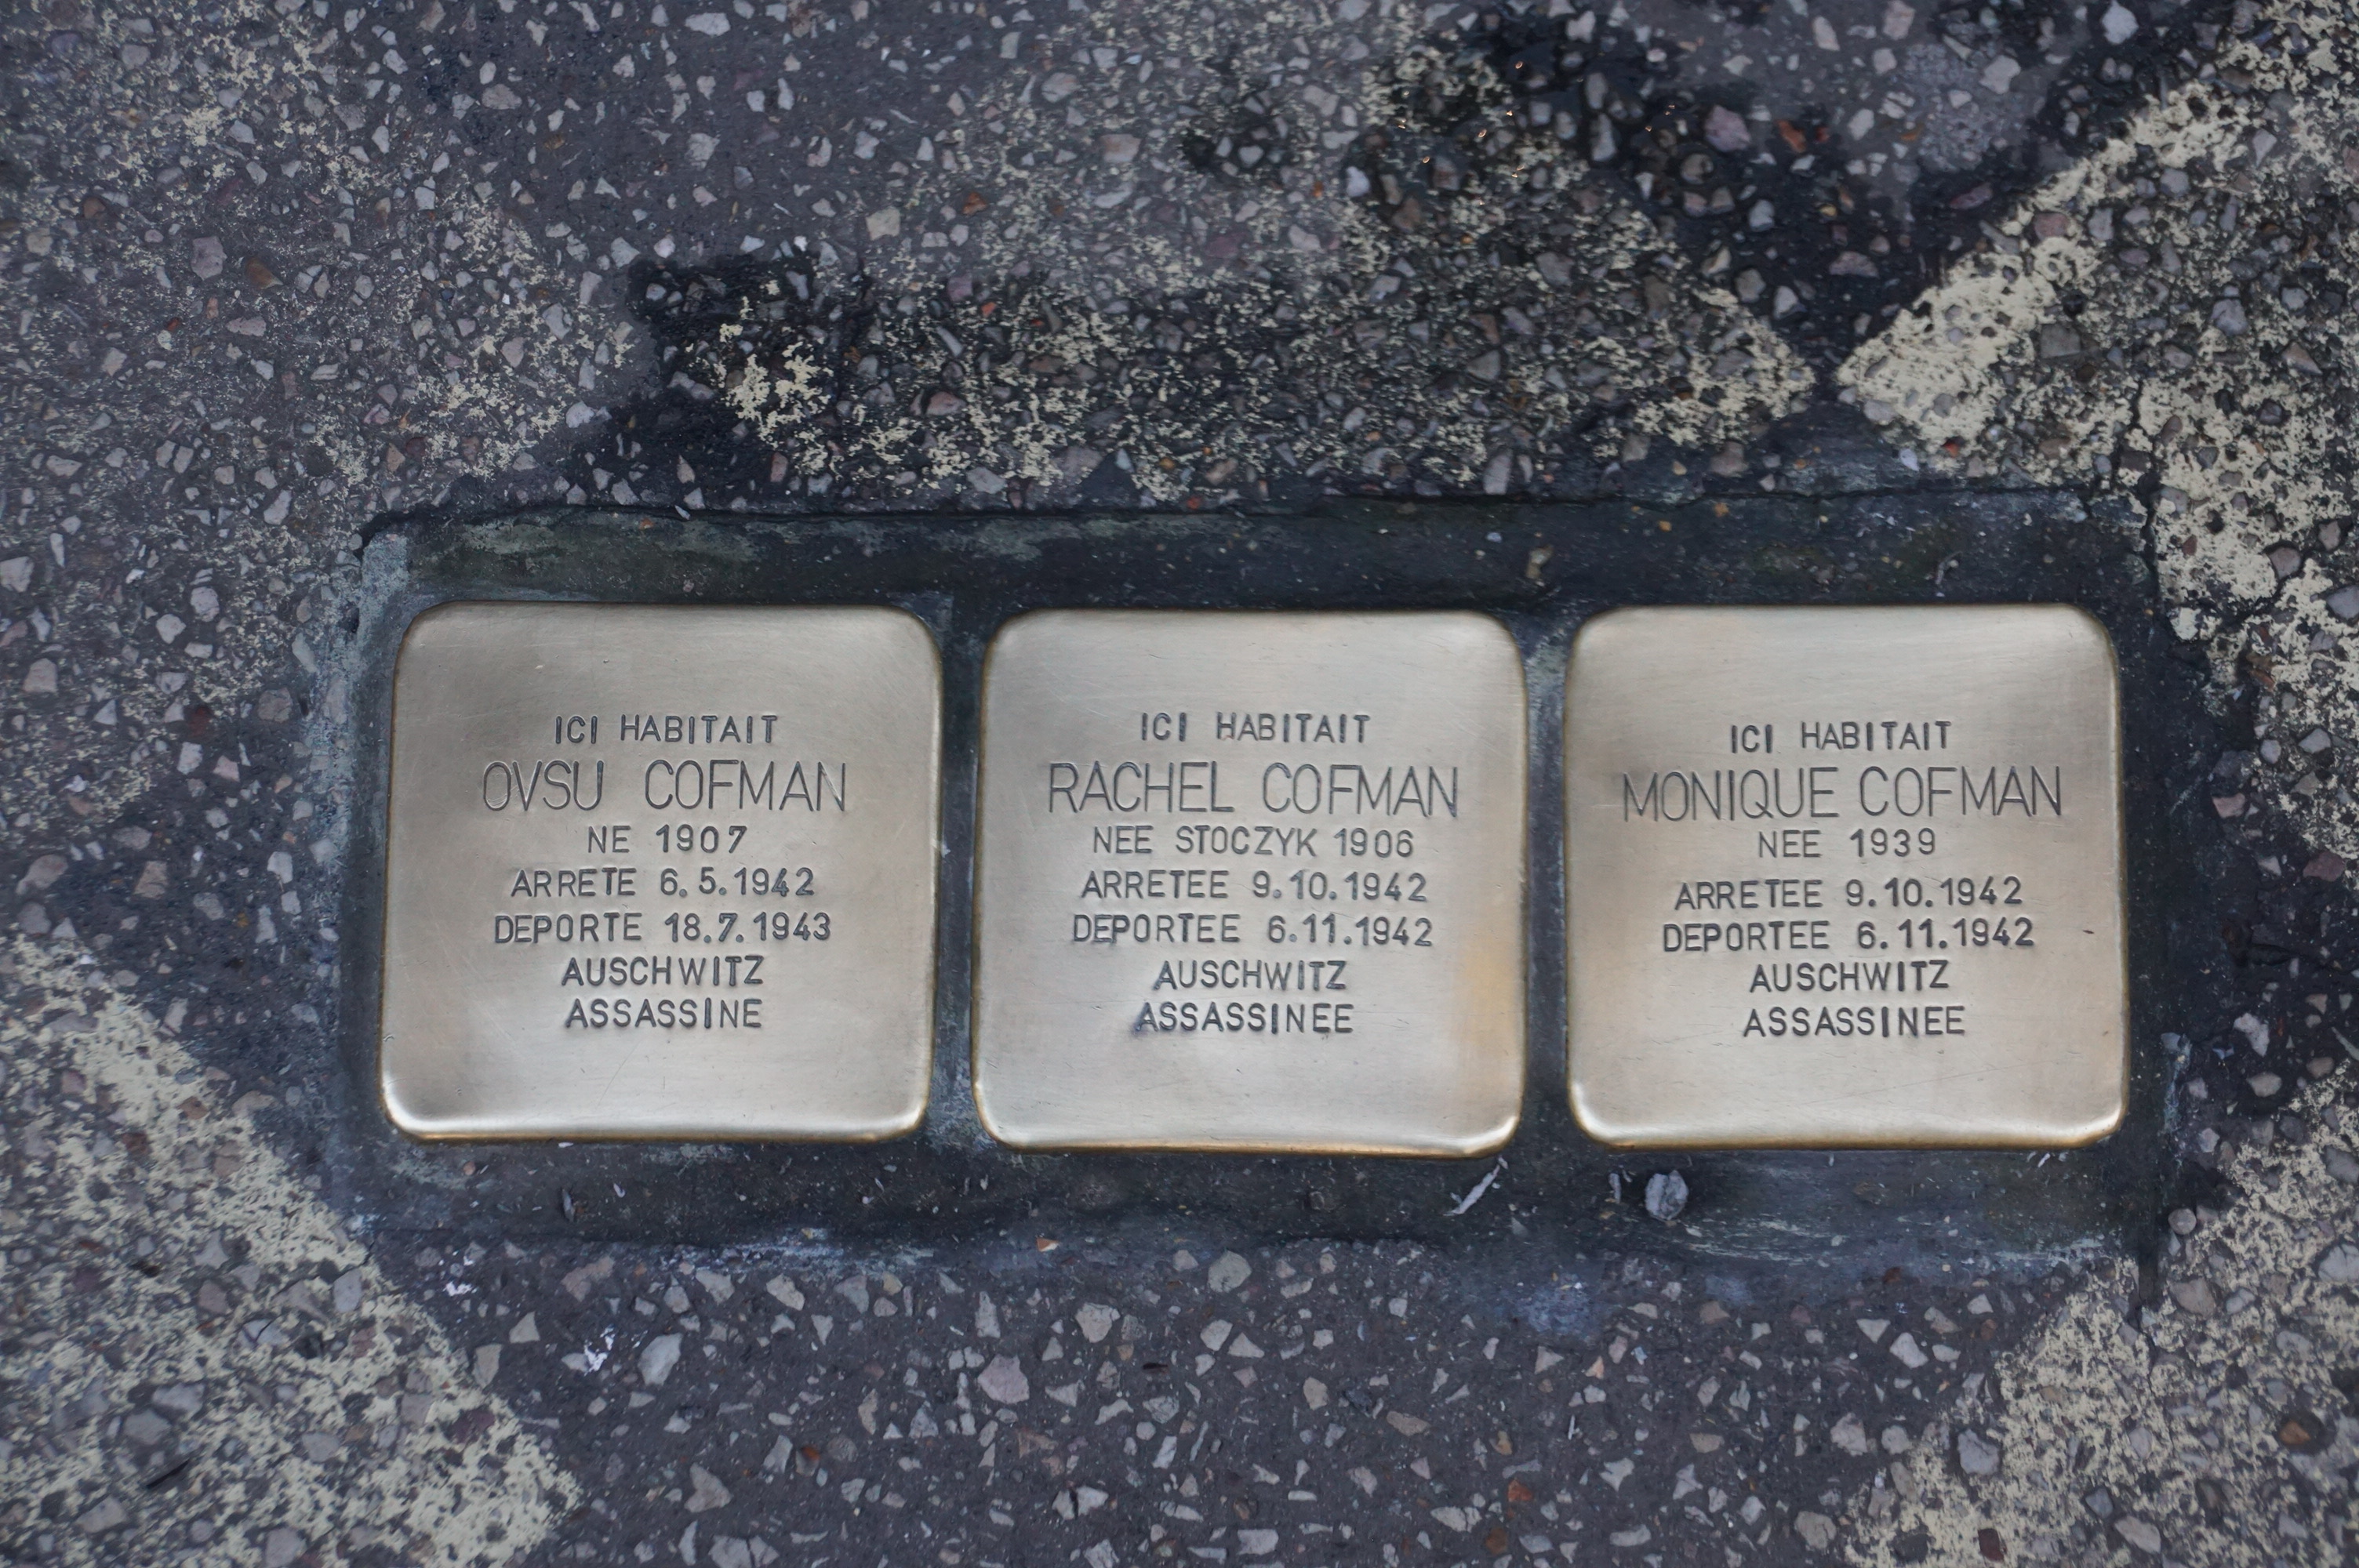 ICI HABITAIT
OVSU COFMAN
NE 1907
ARRETE 6.5.1942
DEPORTE 18.7.1943
AUSCHWITZ
ASSASSINE
ICI HABITAIT
RACHEL COFMAN
NEE STOCZYK 1906
ARRETEE 9.10.1942
DEPORTEE 6.11.1942
AUSCHWITZ
ASSASSINEE
ICI HABITAIT
MONIQUE COFMAN
NEE 1939
ARRETEE 9.10.1942
DEPORTEE 6.11.1942
AUSCHWITZ
ASSASSINEE